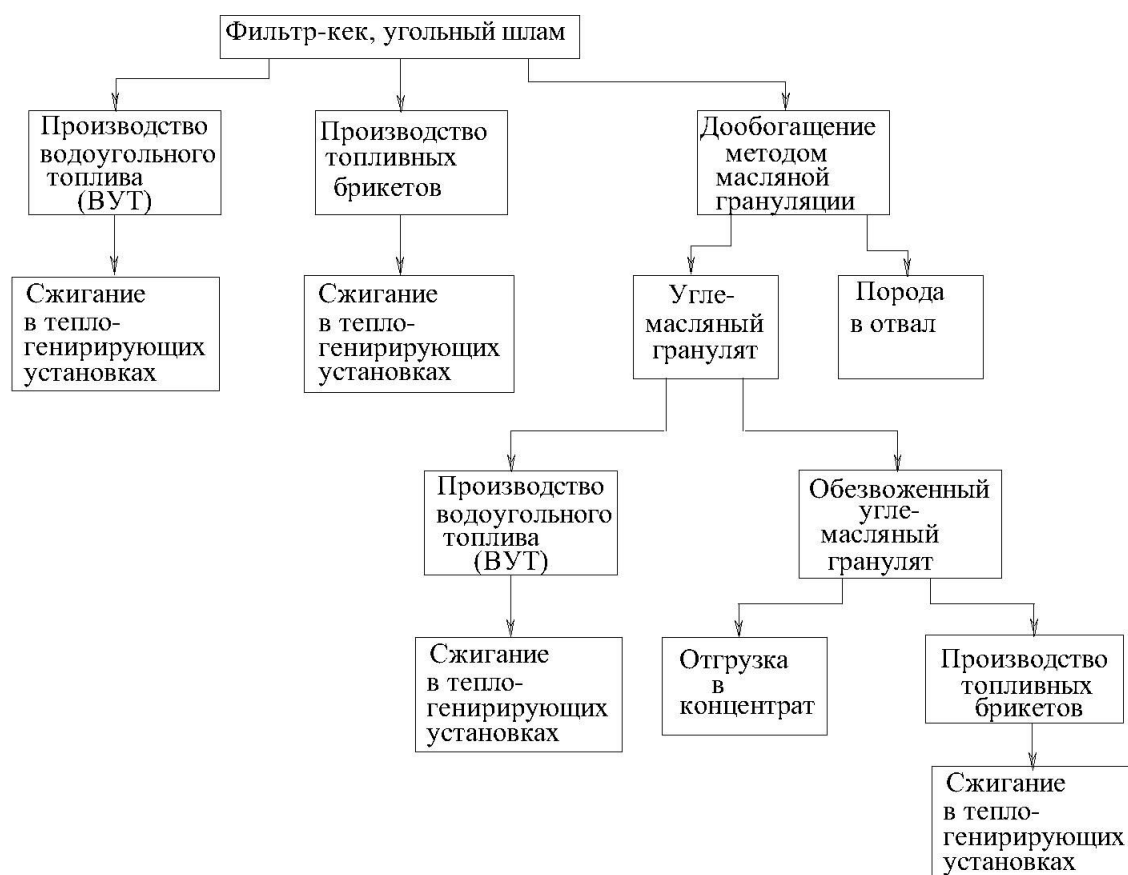 Фильтр-кек, угольный шлам
Производство
водоугольного
топлива
(ВУТ)
Производство
топливных
брикетов
Дообогащение
методом
масляной
грануляции
Сжигание
в тепло-
генирирующих
установках
Сжигание
в тепло-
генирирующих
установках
Угле-
масляный
гранулят
Порода
в отвал
Производство
водоугольного
топлива
(ВУТ)
Обезвоженный
угле-
масляный
гранулят
Сжигание
в тепло-
генирирующих
установках
Отгрузка
в
концентрат
Производство
топливных
брикетов
Сжигание
в тепло-
генирирующих
установках